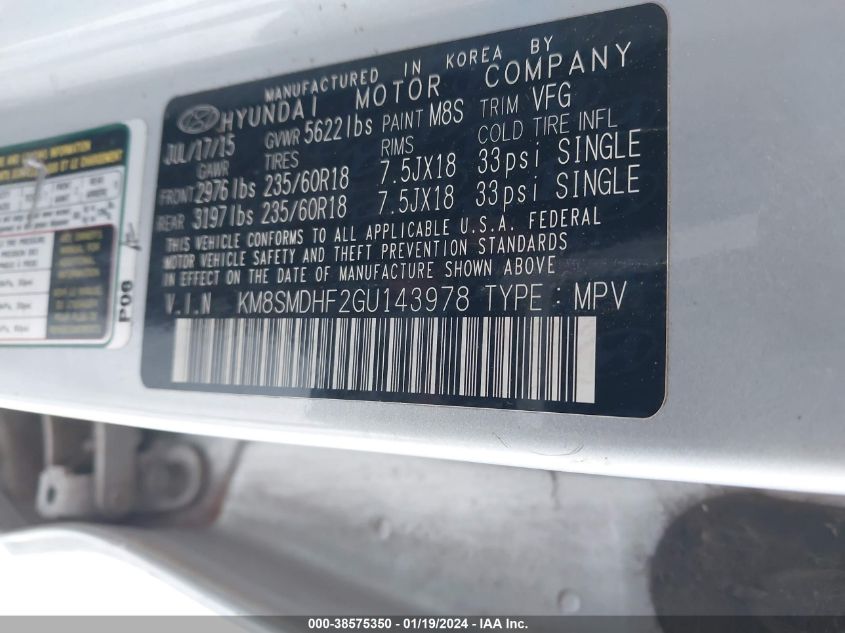 MANUFACTURED IN KOREA BY
HYUNDAI MOTOR COMPANY
JUL/17/15 GVWR 5622lbs PAINT M8S TRIM VFG
GAWR TIRES RIMS COLD TIRE INFL
FRONT 2976lbs 235/60R18 7.5JX18 33psi SINGLE
REAR 3197lbs 235/60R18 7.5JX18 33psi SINGLE
THIS VEHICLE CONFORMS TO ALL APPLICABLE U.S.A. FEDERAL
MOTOR VEHICLE SAFETY AND THEFT PREVENTION STANDARDS
IN EFFECT ON THE DATE OF MANUFACTURE SHOWN ABOVE
V.I.N KM8SMDHF2GU143978 TYPE : MPV
P06
000-38575350 - 01/19/2024 - IAA Inc.